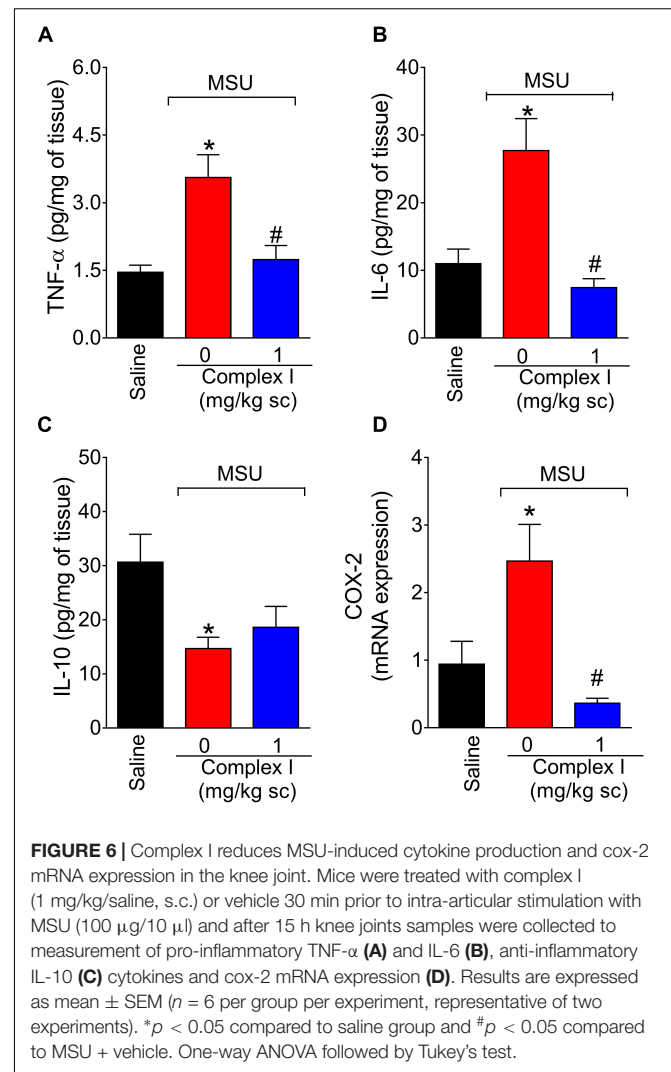 A
TNF-α (pg/mg of tissue)
6.0
4.5
3.0
1.5
0.0
MSU
*
#
Saline
0 1
Complex I
(mg/kg sc)
B
IL-6 (pg/mg of tissue)
40
30
20
10
0
MSU
*
#
Saline
0 1
Complex I
(mg/kg sc)
C
IL-10 (pg/mg of tissue)
50
40
30
20
10
0
MSU
*
Saline
0 1
Complex I
(mg/kg sc)
D
COX-2
(mRNA expression)
4
3
2
1
0
MSU
*
#
Saline
0 1
Complex I
(mg/kg sc)
FIGURE 6 | Complex I reduces MSU-induced cytokine production and cox-2
mRNA expression in the knee joint. Mice were treated with complex I
(1 mg/kg/saline, s.c.) or vehicle 30 min prior to intra-articular stimulation with
MSU (100 μg/10 μl) and after 15 h knee joints samples were collected to
measurement of pro-inflammatory TNF-α (A) and IL-6 (B), anti-inflammatory
IL-10 (C) cytokines and cox-2 mRNA expression (D). Results are expressed
as mean ± SEM (n = 6 per group per experiment, representative of two
experiments). *p < 0.05 compared to saline group and #p < 0.05 compared
to MSU + vehicle. One-way ANOVA followed by Tukey's test.